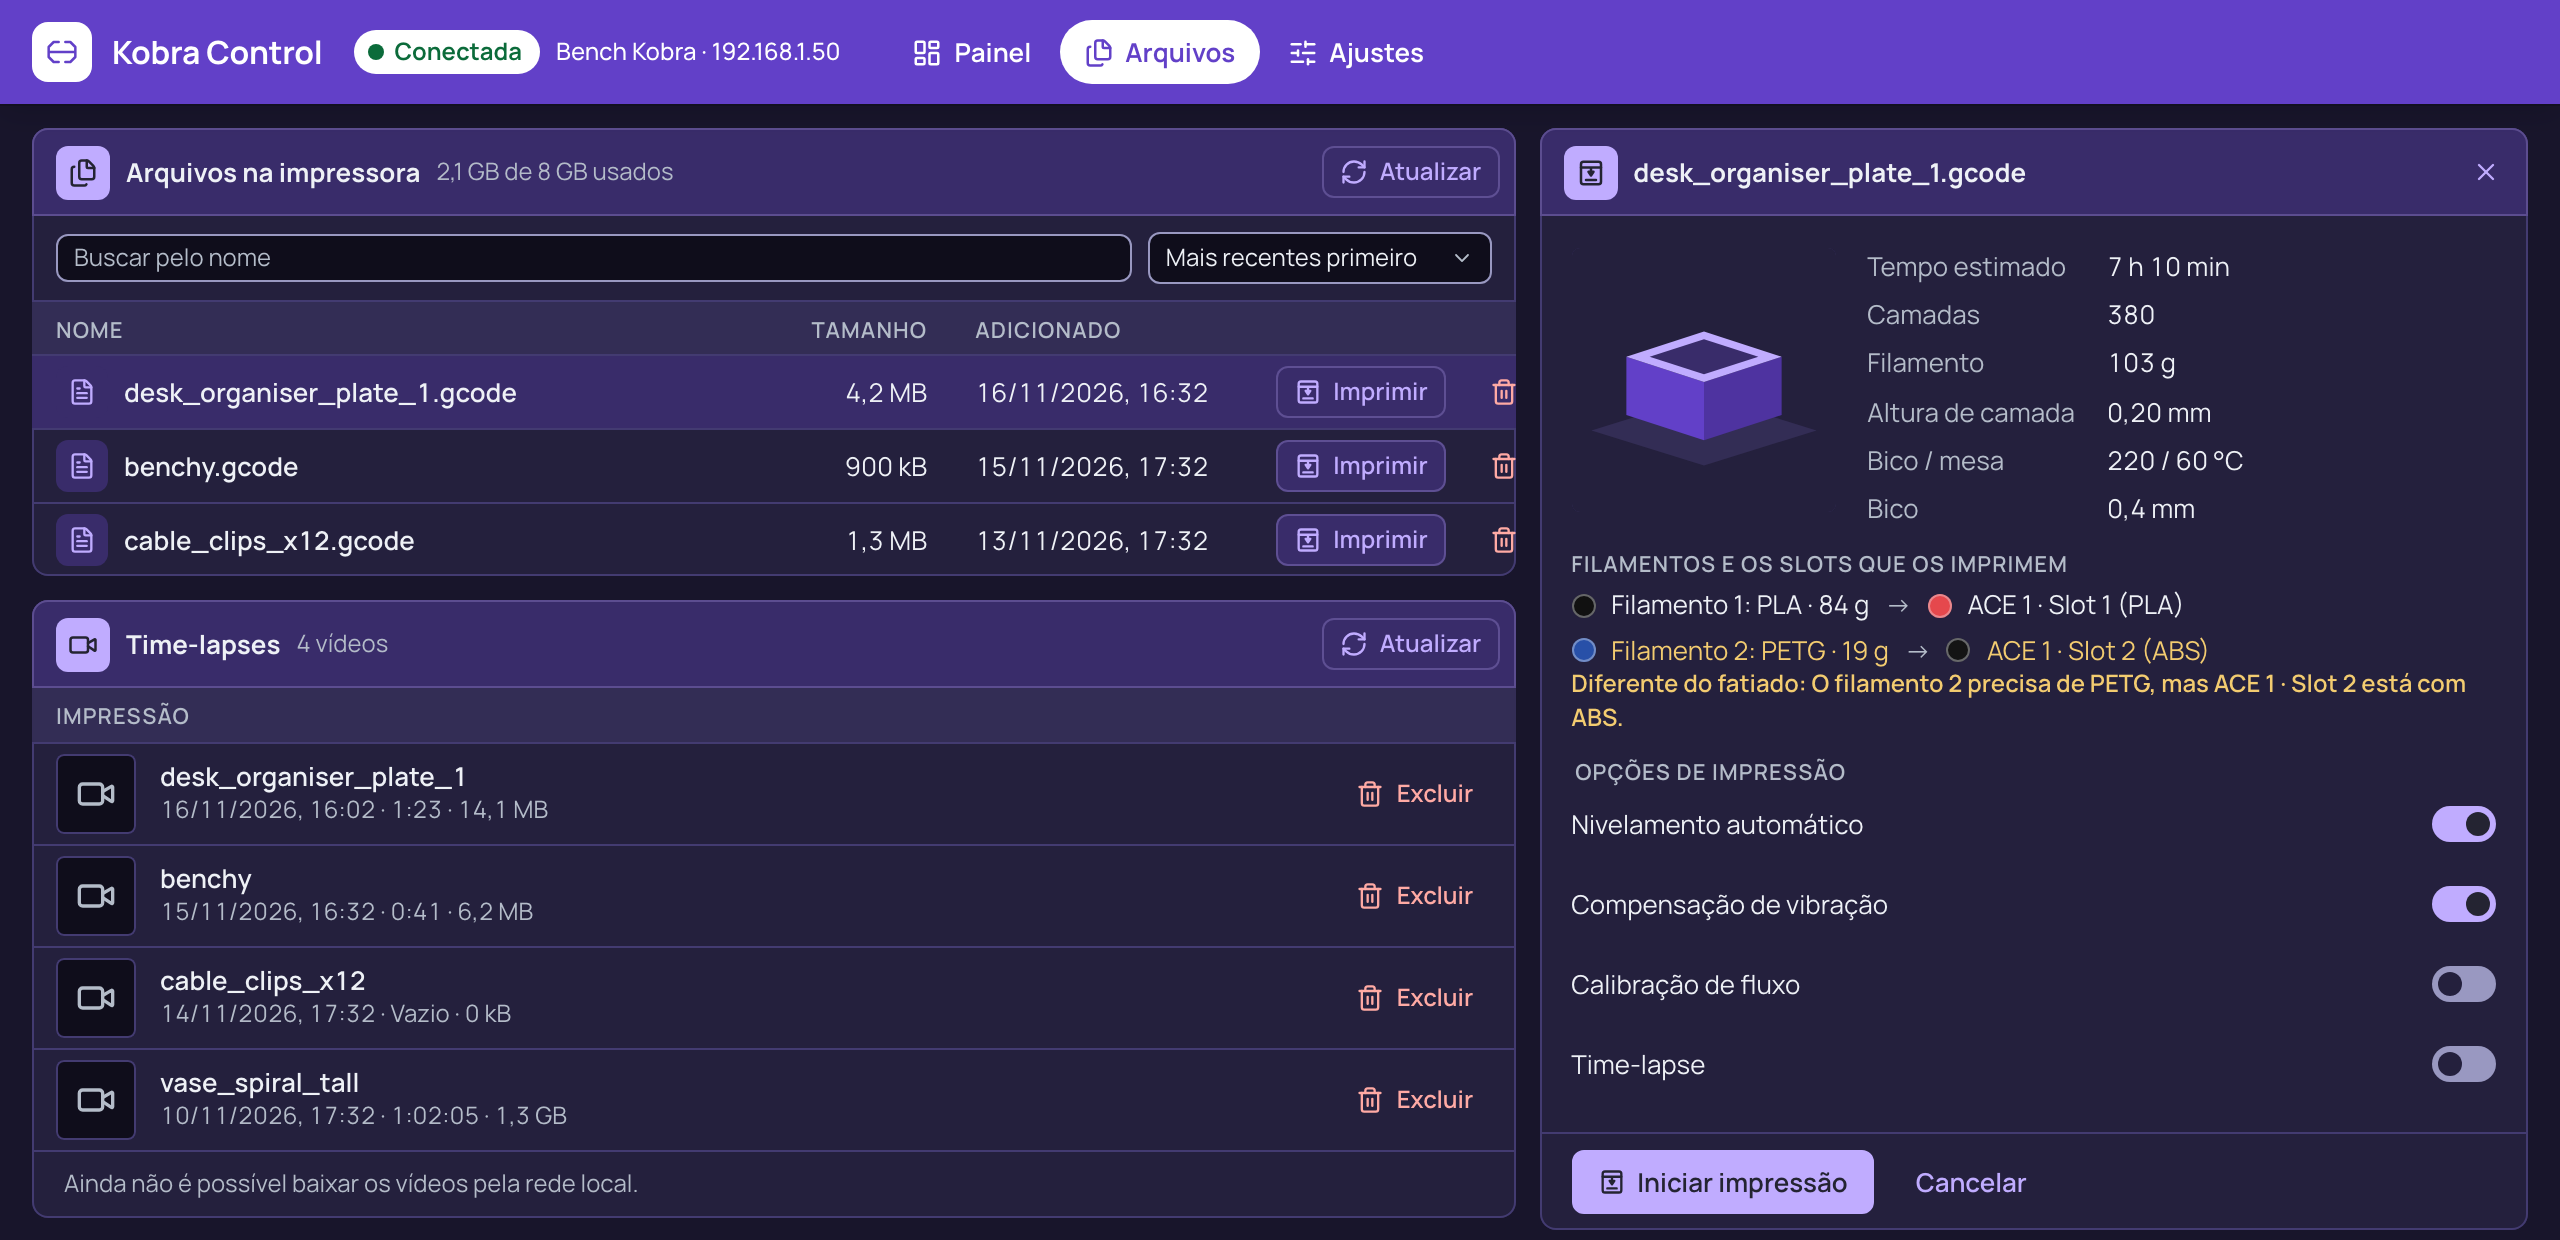 Kobra Control
Conectada
Bench Kobra · 192.168.1.50
Painel
Arquivos
Ajustes
Arquivos na impressora
2,1 GB de 8 GB usados
Atualizar
Buscar pelo nome
Mais recentes primeiro
NOME
TAMANHO
ADICIONADO
desk_organiser_plate_1.gcode
4,2 MB
16/11/2026, 16:32
Imprimir
benchy.gcode
900 kB
15/11/2026, 17:32
Imprimir
cable_clips_x12.gcode
1,3 MB
13/11/2026, 17:32
Imprimir
Time-lapses
4 vídeos
Atualizar
IMPRESSÃO
desk_organiser_plate_1
16/11/2026, 16:02 · 1:23 · 14,1 MB
Excluir
benchy
15/11/2026, 16:32 · 0:41 · 6,2 MB
Excluir
cable_clips_x12
14/11/2026, 17:32 · Vazio · 0 kB
Excluir
vase_spiral_tall
10/11/2026, 17:32 · 1:02:05 · 1,3 GB
Excluir
Ainda não é possível baixar os vídeos pela rede local.
desk_organiser_plate_1.gcode
Tempo estimado
7 h 10 min
Camadas
380
Filamento
103 g
Altura de camada
0,20 mm
Bico / mesa
220 / 60 °C
Bico
0,4 mm
FILAMENTOS E OS SLOTS QUE OS IMPRIMEM
Filamento 1: PLA · 84 g → ACE 1 · Slot 1 (PLA)
Filamento 2: PETG · 19 g → ACE 1 · Slot 2 (ABS)
Diferente do fatiado: O filamento 2 precisa de PETG, mas ACE 1 · Slot 2 está com
ABS.
OPÇÕES DE IMPRESSÃO
Nivelamento automático
Compensação de vibração
Calibração de fluxo
Time-lapse
Iniciar impressão
Cancelar